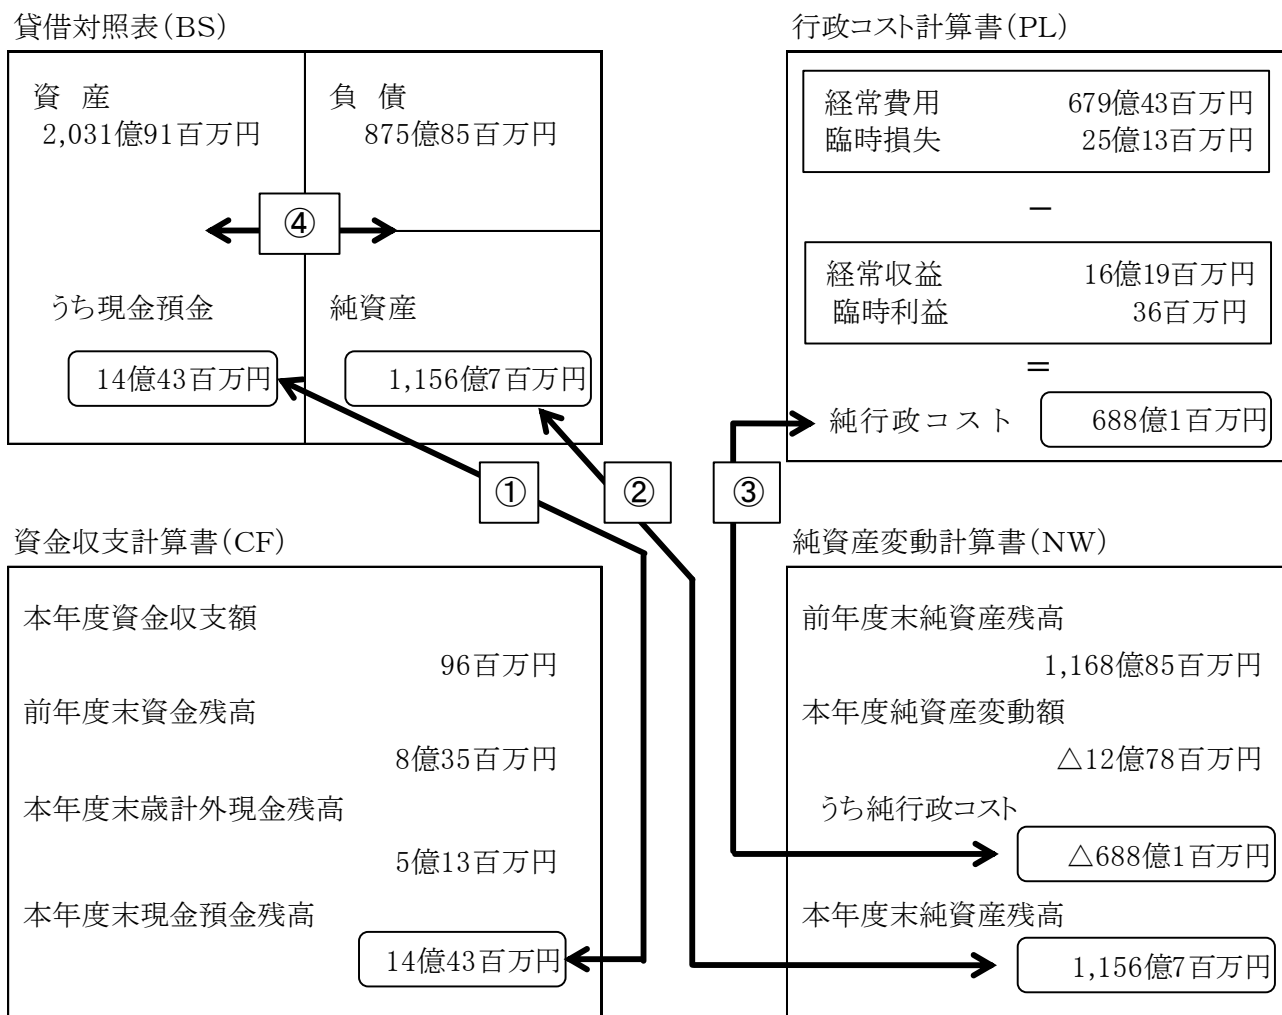 貸借対照表(BS)
資 産
2,031億91百万円
負 債
875億85百万円
④
うち現金預金
14億43百万円
純資産
1,156億7百万円
行政コスト計算書(PL)
経常費用 679億43百万円
臨時損失 25億13百万円
−
経常収益 16億19百万円
臨時利益 36百万円
=
純行政コスト 688億1百万円
①
②
③
資金収支計算書(CF)
本年度資金収支額
96百万円
前年度末資金残高
8億35百万円
本年度末歳計外現金残高
5億13百万円
本年度末現金預金残高
14億43百万円
純資産変動計算書(NW)
前年度末純資産残高
1,168億85百万円
本年度純資産変動額
△12億78百万円
うち純行政コスト
△688億1百万円
本年度末純資産残高
1,156億7百万円